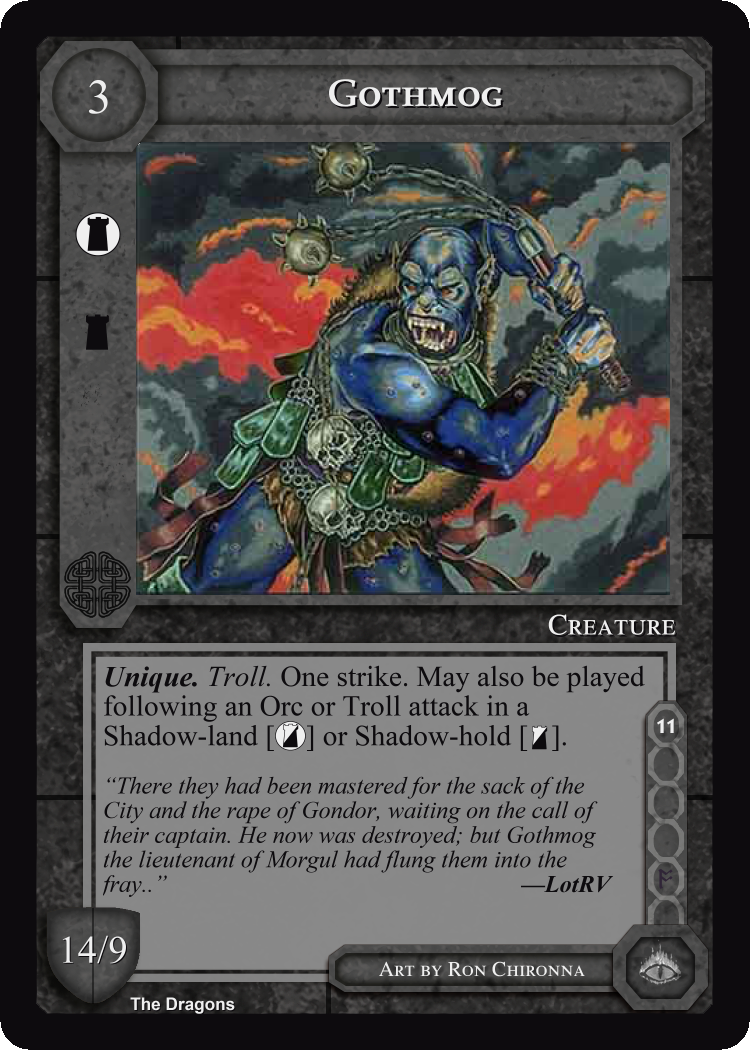 3
Gothmog
Creature
Unique. Troll. One strike. May also be played
following an Orc or Troll attack in a
Shadow-land [ ] or Shadow-hold [ ].
11
“There they had been mastered for the sack of the
City and the rape of Gondor, waiting on the call of
their captain. He now was destroyed; but Gothmog
the lieutenant of Morgul had flung them into the
fray..”
—LotRV
14/9
Art by Ron Chironna
The Dragons